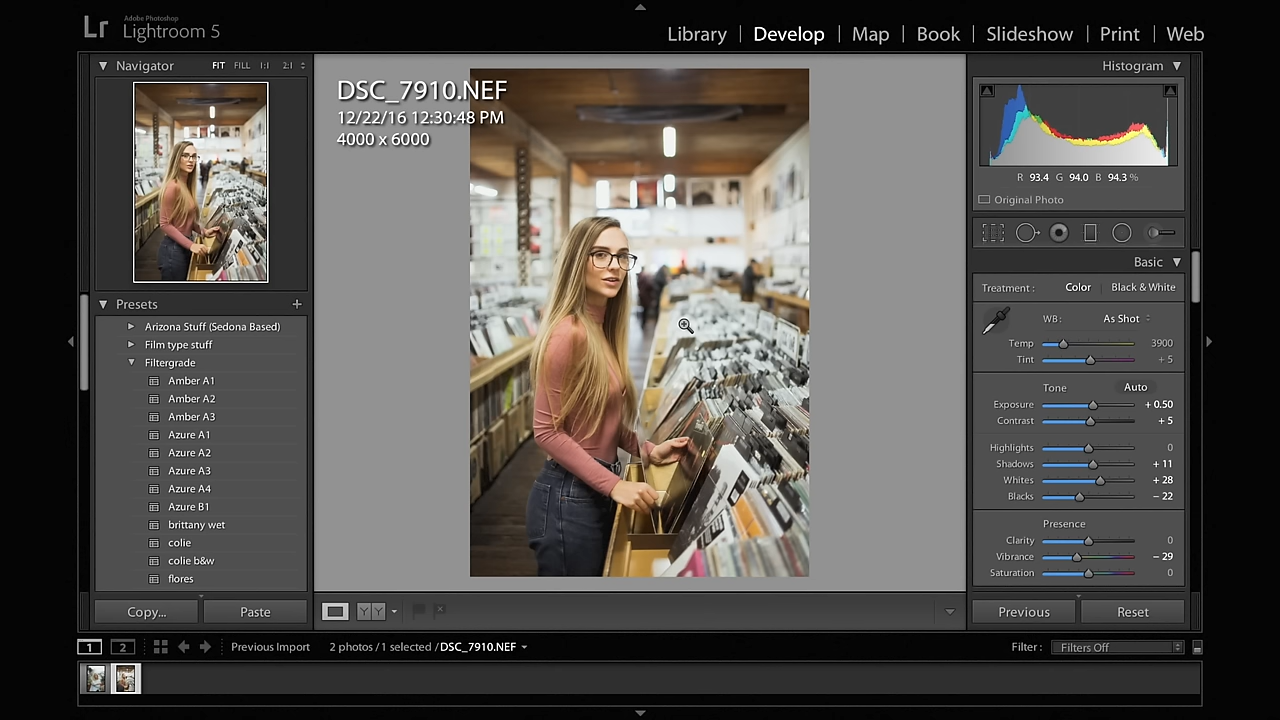 Lr
Adobe Photoshop
Lightroom 5
Library | Develop | Map | Book | Slideshow | Print | Web
Navigator FIT FILL 1:1 2:1
DSC_7910.NEF
12/22/16 12:30:48 PM
4000 x 6000
Presets +
Arizona Stuff (Sedona Based)
Film type stuff
Filtergrade
Amber A1
Amber A2
Amber A3
Azure A1
Azure A2
Azure A3
Azure A4
Azure B1
brittany wet
colie
colie b&w
flores
Copy... Paste
Histogram
R 93.4 G 94.0 B 94.3 %
Original Photo
Basic
Treatment : Color Black & White
WB: As Shot
Temp 3900
Tint + 5
Tone Auto
Exposure + 0.50
Contrast + 5
Highlights 0
Shadows + 11
Whites + 28
Blacks – 22
Presence
Clarity 0
Vibrance – 29
Saturation 0
Previous Reset
YY
1 2 Previous Import 2 photos / 1 selected / DSC_7910.NEF
Filter : Filters Off